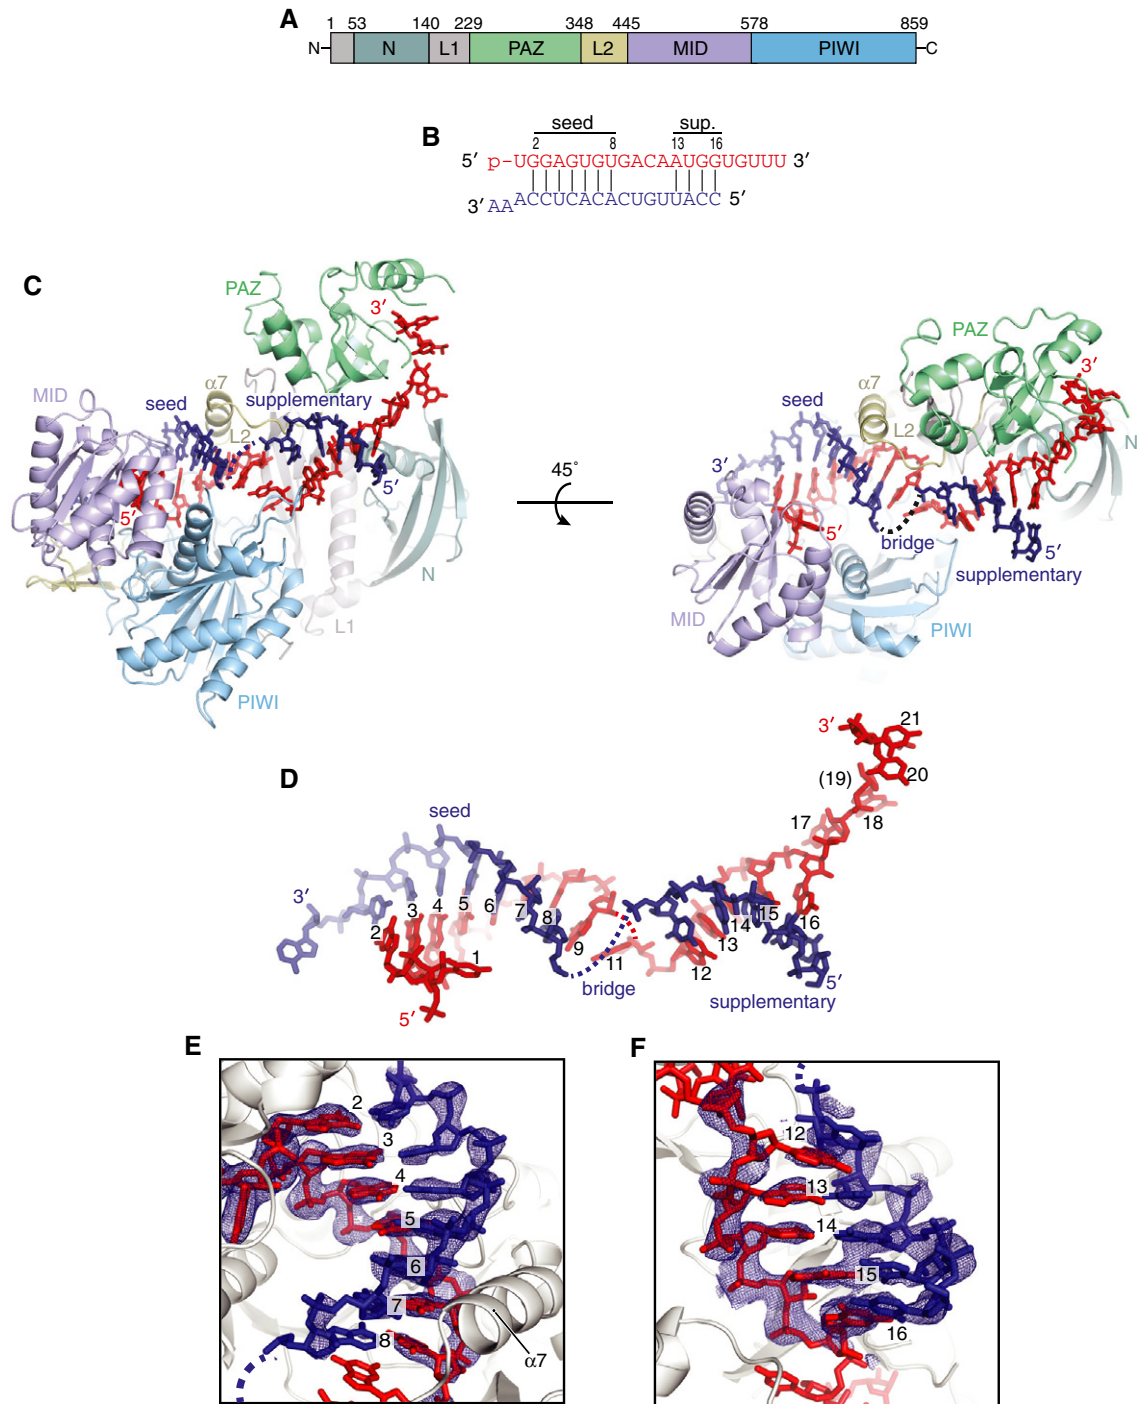 A
1 53 140 229 348 445 578 859
N N L1 PAZ L2 MID PIWI C
B
seed sup.
2 8 13 16
5′ p-UGGAGUGUGACAAUGGUGUUU 3′
3′ AAACCUCACACUGUUACC 5′
C
PAZ
3′
α7
MID
seed
supplementary
L2
5′
5′
N
L1
PIWI
45°
PAZ
3′
α7
seed
L2
N
3′
5′
bridge
5′
supplementary
MID
PIWI
D
3′
21
20
(19)
18
17
seed
3′
2 3 4 5 6 7 8
1
9
11
12
13
14
15
16
bridge
supplementary
5′
5′
E
2
3
4
5
6
7
8
α7
F
12
13
14
15
16